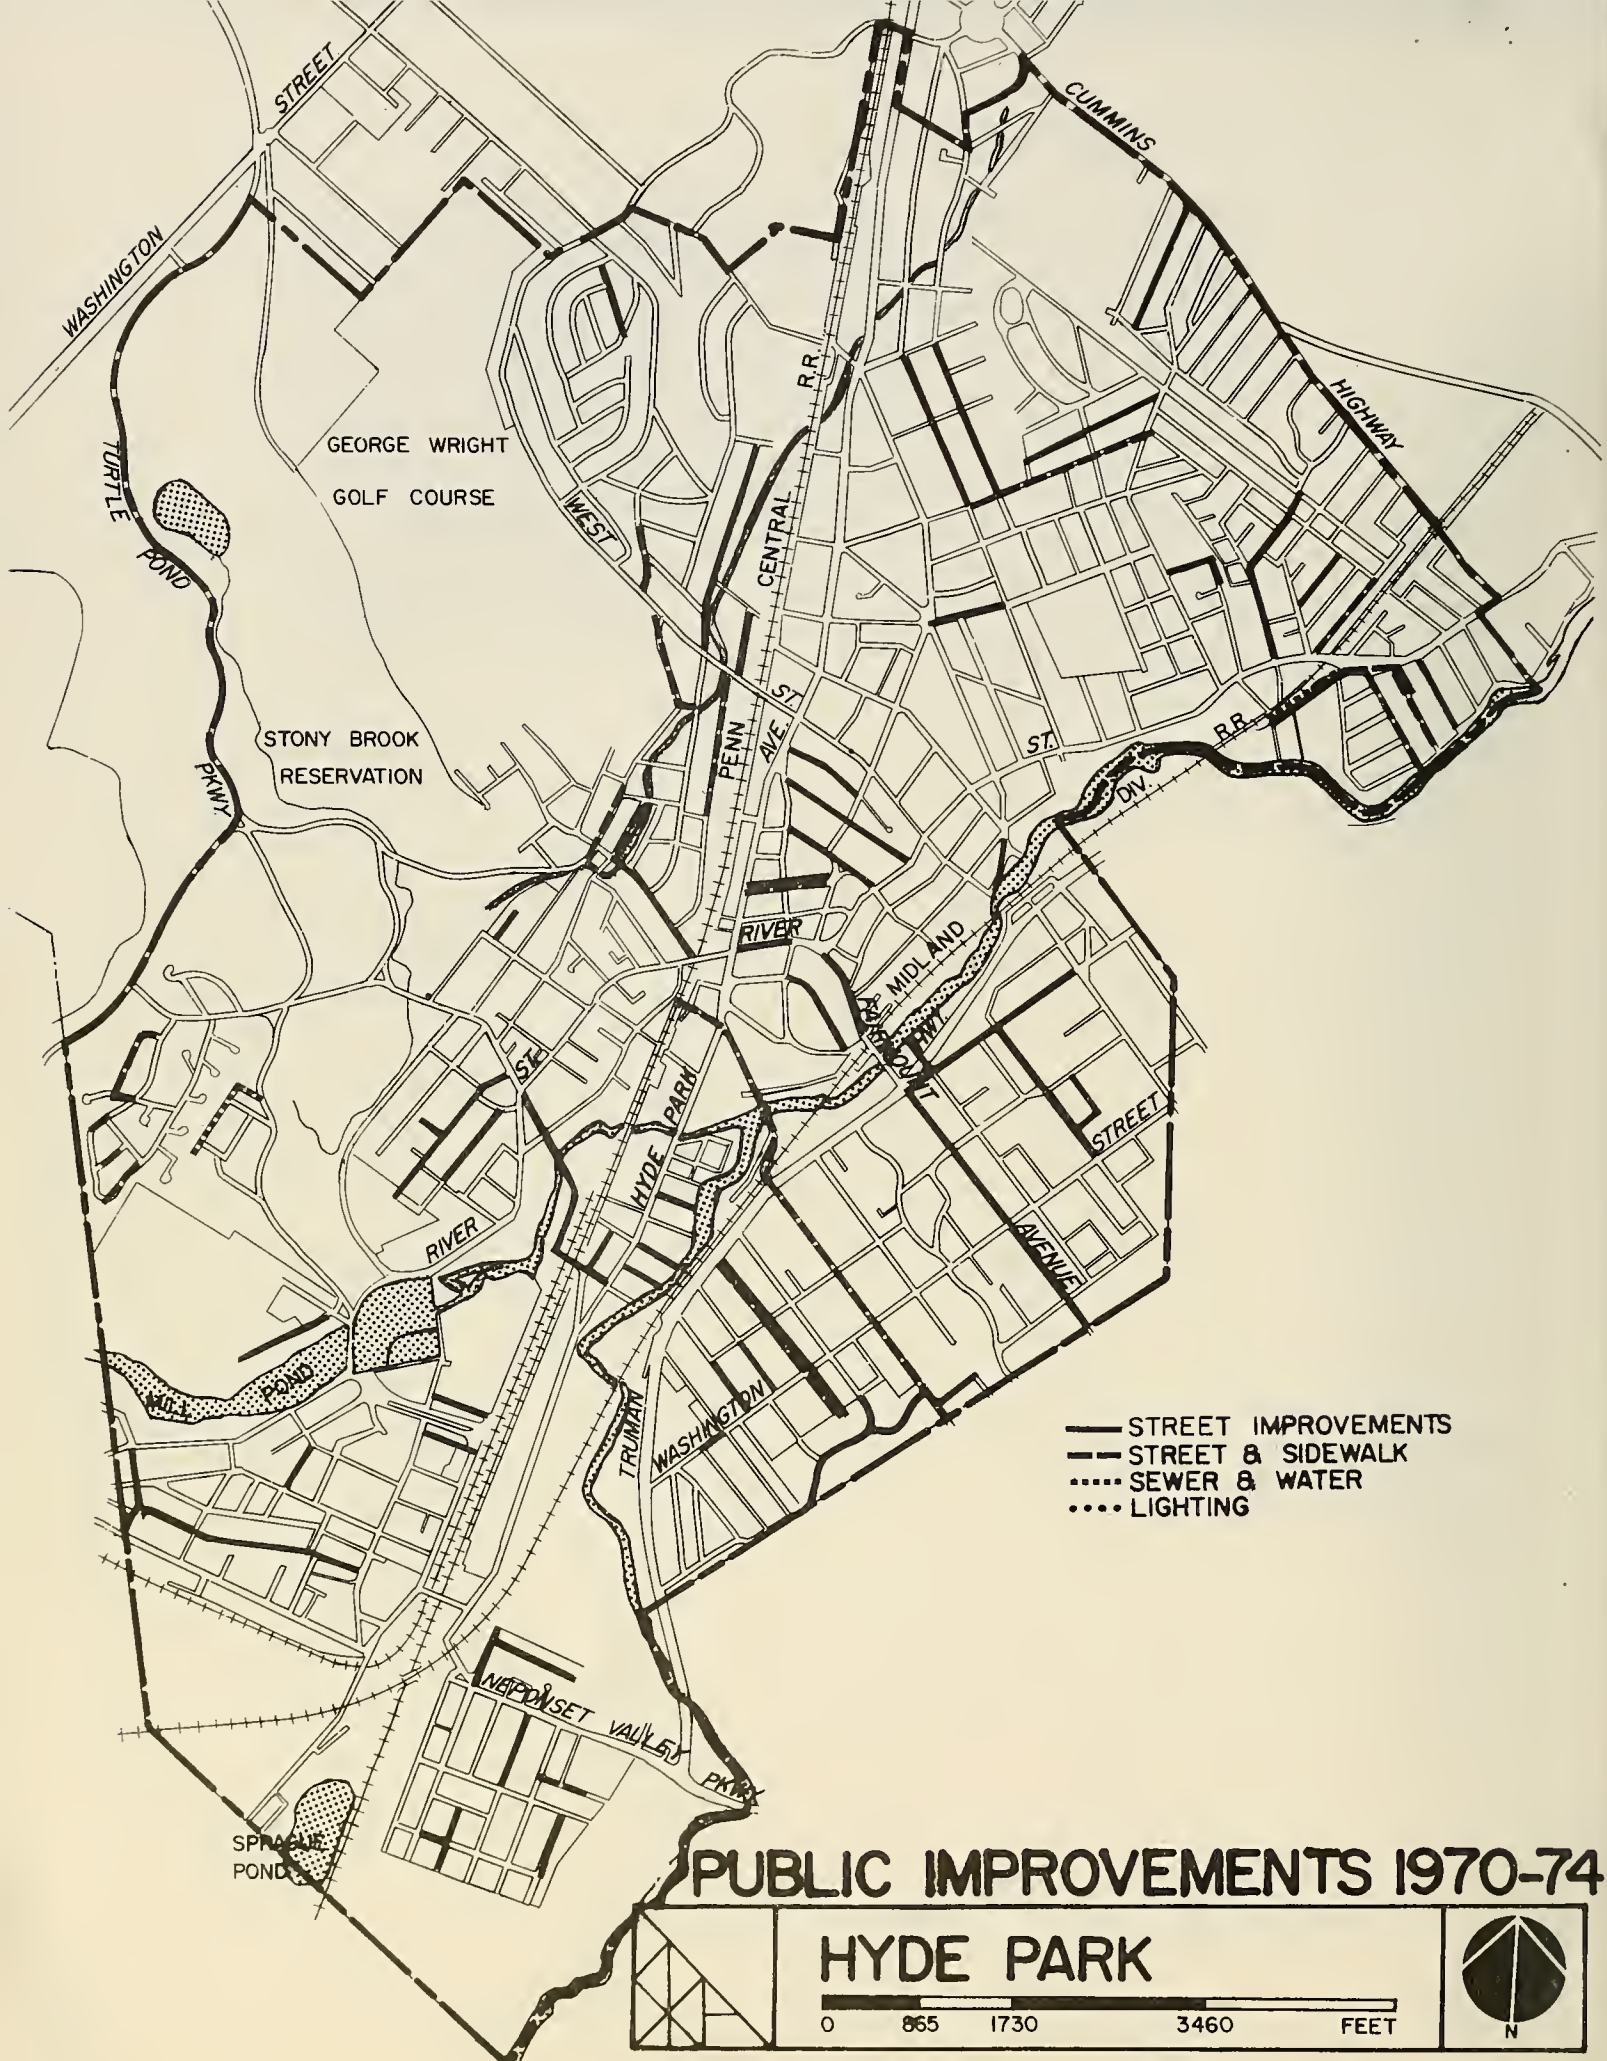 STREET
WASHINGTON
CUMMINS
HIGHWAY
TURTLE
POND
PKWY.
GEORGE WRIGHT
GOLF COURSE
WEST
ST.
R.R.
CENTRAL
PENN
AVE.
ST.
R.R.
DIV.
MIDLAND
STONY BROOK
RESERVATION
RIVER
ST.
HYDE PARK
RIVER
STREET
AVENUE
MILL POND
TRUMAN
HWY.
WASHINGTON
STREET IMPROVEMENTS
STREET & SIDEWALK
SEWER & WATER
LIGHTING
NEPONSET VALLEY
PKWY
SPRAGUE
POND
PUBLIC IMPROVEMENTS 1970-74
HYDE PARK
0 865 1730 3460 FEET
N